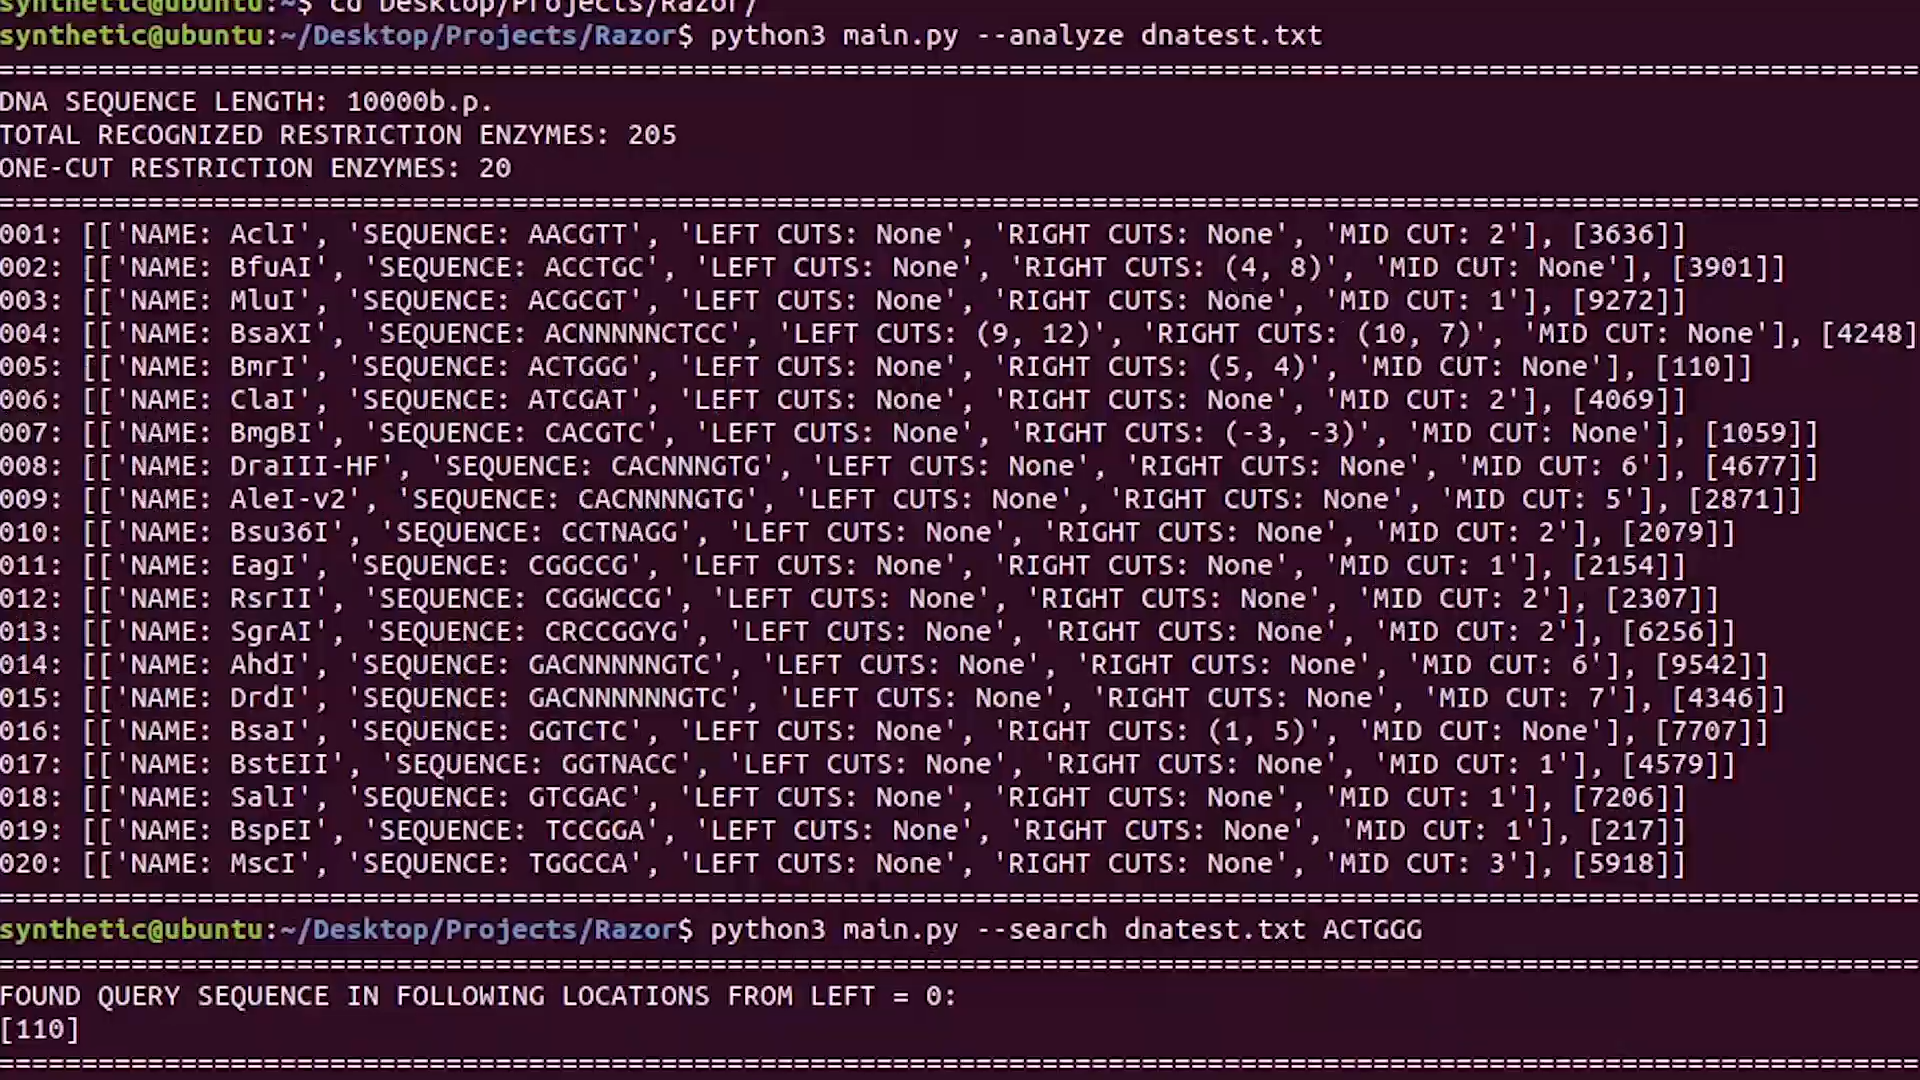 synthetic@ubuntu:~$ cd Desktop/Projects/Razor/
synthetic@ubuntu:~/Desktop/Projects/Razor$ python3 main.py --analyze dnatest.txt
====================================================================================================================
DNA SEQUENCE LENGTH: 10000b.p.
TOTAL RECOGNIZED RESTRICTION ENZYMES: 205
ONE-CUT RESTRICTION ENZYMES: 20
====================================================================================================================
001: [['NAME: AclI', 'SEQUENCE: AACGTT', 'LEFT CUTS: None', 'RIGHT CUTS: None', 'MID CUT: 2'], [3636]]
002: [['NAME: BfuAI', 'SEQUENCE: ACCTGC', 'LEFT CUTS: None', 'RIGHT CUTS: (4, 8)', 'MID CUT: None'], [3901]]
003: [['NAME: MluI', 'SEQUENCE: ACGCGT', 'LEFT CUTS: None', 'RIGHT CUTS: None', 'MID CUT: 1'], [9272]]
004: [['NAME: BsaXI', 'SEQUENCE: ACNNNNNCTCC', 'LEFT CUTS: (9, 12)', 'RIGHT CUTS: (10, 7)', 'MID CUT: None'], [4248]
005: [['NAME: BmrI', 'SEQUENCE: ACTGGG', 'LEFT CUTS: None', 'RIGHT CUTS: (5, 4)', 'MID CUT: None'], [110]]
006: [['NAME: ClaI', 'SEQUENCE: ATCGAT', 'LEFT CUTS: None', 'RIGHT CUTS: None', 'MID CUT: 2'], [4069]]
007: [['NAME: BmgBI', 'SEQUENCE: CACGTC', 'LEFT CUTS: None', 'RIGHT CUTS: (-3, -3)', 'MID CUT: None'], [1059]]
008: [['NAME: DraIII-HF', 'SEQUENCE: CACNNNGTG', 'LEFT CUTS: None', 'RIGHT CUTS: None', 'MID CUT: 6'], [4677]]
009: [['NAME: AleI-v2', 'SEQUENCE: CACNNNNGTG', 'LEFT CUTS: None', 'RIGHT CUTS: None', 'MID CUT: 5'], [2871]]
010: [['NAME: Bsu36I', 'SEQUENCE: CCTNAGG', 'LEFT CUTS: None', 'RIGHT CUTS: None', 'MID CUT: 2'], [2079]]
011: [['NAME: EagI', 'SEQUENCE: CGGCCG', 'LEFT CUTS: None', 'RIGHT CUTS: None', 'MID CUT: 1'], [2154]]
012: [['NAME: RsrII', 'SEQUENCE: CGGWCCG', 'LEFT CUTS: None', 'RIGHT CUTS: None', 'MID CUT: 2'], [2307]]
013: [['NAME: SgrAI', 'SEQUENCE: CRCCGGYG', 'LEFT CUTS: None', 'RIGHT CUTS: None', 'MID CUT: 2'], [6256]]
014: [['NAME: AhdI', 'SEQUENCE: GACNNNNNGTC', 'LEFT CUTS: None', 'RIGHT CUTS: None', 'MID CUT: 6'], [9542]]
015: [['NAME: DrdI', 'SEQUENCE: GACNNNNNNGTC', 'LEFT CUTS: None', 'RIGHT CUTS: None', 'MID CUT: 7'], [4346]]
016: [['NAME: BsaI', 'SEQUENCE: GGTCTC', 'LEFT CUTS: None', 'RIGHT CUTS: (1, 5)', 'MID CUT: None'], [7707]]
017: [['NAME: BstEII', 'SEQUENCE: GGTNACC', 'LEFT CUTS: None', 'RIGHT CUTS: None', 'MID CUT: 1'], [4579]]
018: [['NAME: SalI', 'SEQUENCE: GTCGAC', 'LEFT CUTS: None', 'RIGHT CUTS: None', 'MID CUT: 1'], [7206]]
019: [['NAME: BspEI', 'SEQUENCE: TCCGGA', 'LEFT CUTS: None', 'RIGHT CUTS: None', 'MID CUT: 1'], [217]]
020: [['NAME: MscI', 'SEQUENCE: TGGCCA', 'LEFT CUTS: None', 'RIGHT CUTS: None', 'MID CUT: 3'], [5918]]
====================================================================================================================
synthetic@ubuntu:~/Desktop/Projects/Razor$ python3 main.py --search dnatest.txt ACTGGG
====================================================================================================================
FOUND QUERY SEQUENCE IN FOLLOWING LOCATIONS FROM LEFT = 0:
[110]
====================================================================================================================